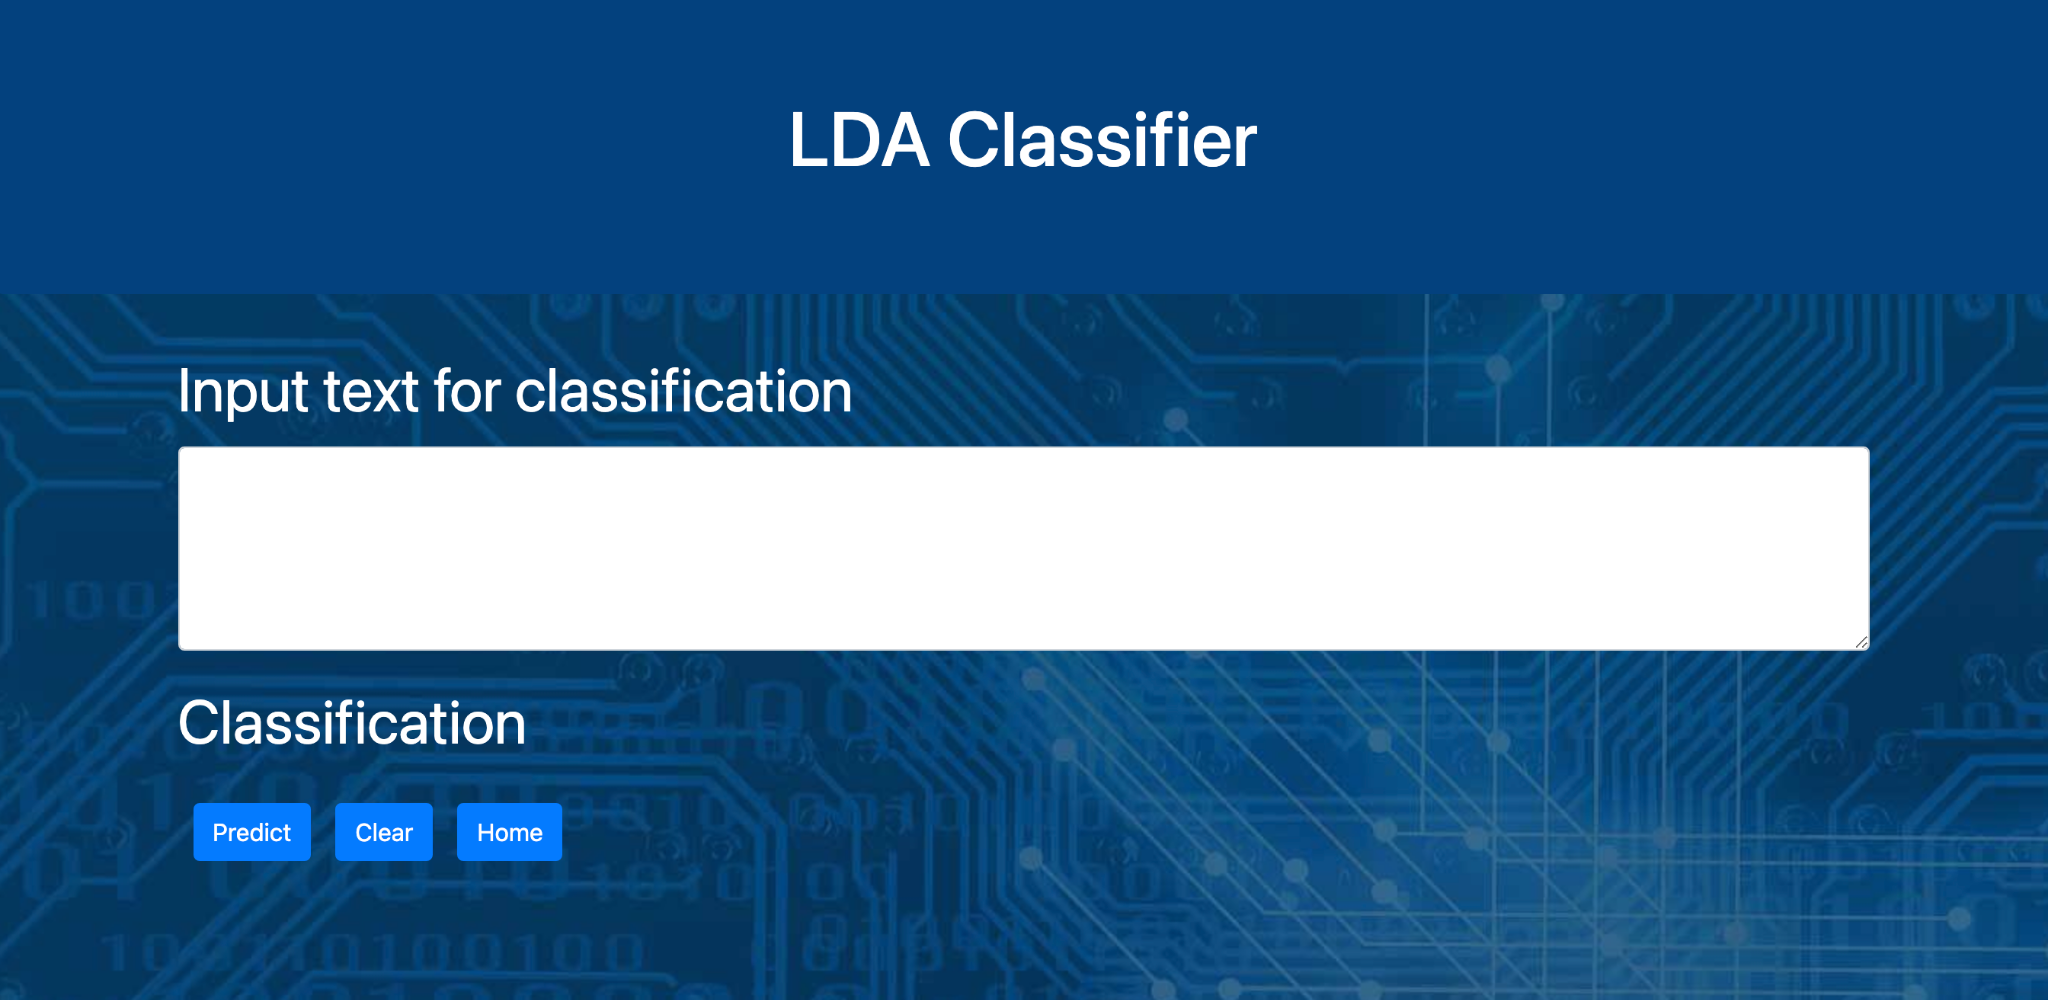 LDA Classifier
Input text for classification
Classification
Predict Clear Home